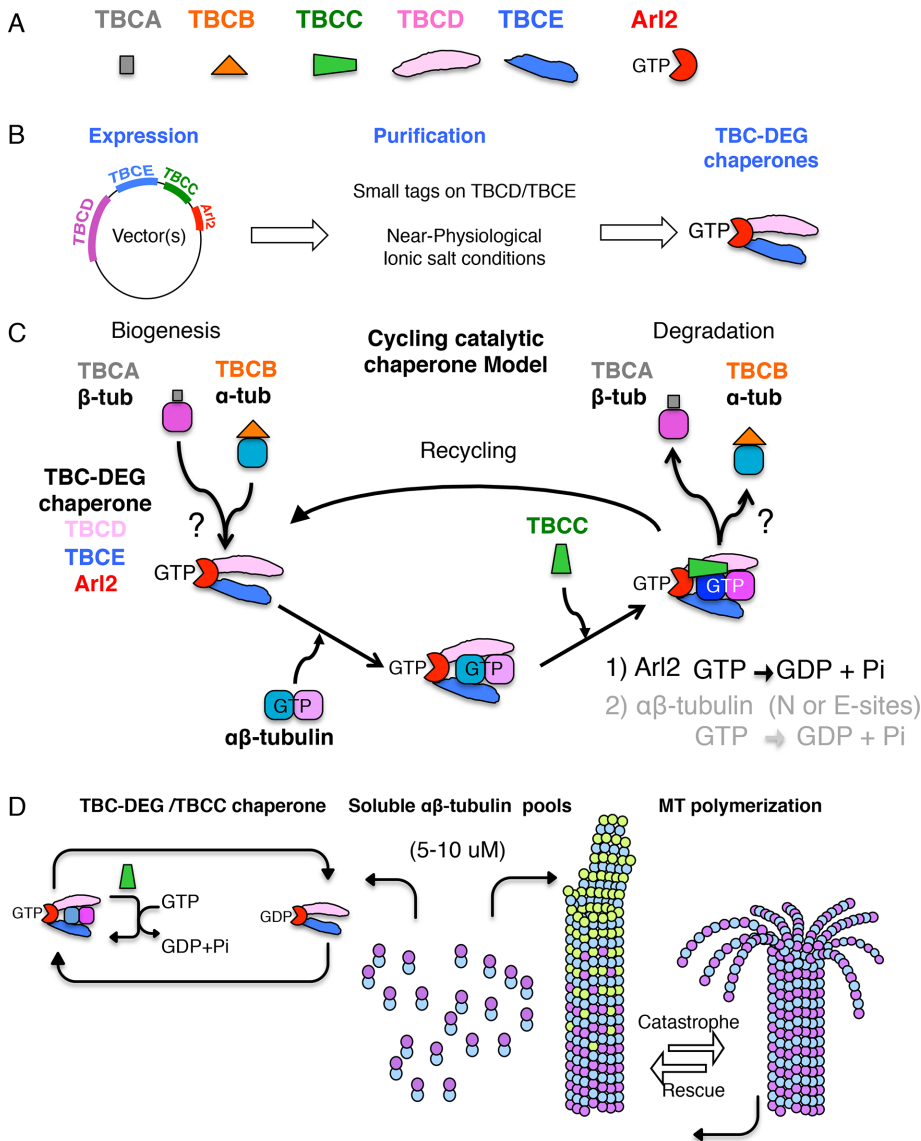 A
TBCA TBCB TBCC TBCD TBCE Arl2
GTP
B
Expression
Purification
TBC-DEG
chaperones
TBCD
TBCE
TBCC
Arl2
Vector(s)
Small tags on TBCD/TBCE
Near-Physiological
Ionic salt conditions
GTP
C
Biogenesis
Cycling catalytic
chaperone Model
Degradation
TBCA
β-tub
TBCB
α-tub
TBCA
β-tub
TBCB
α-tub
Recycling
TBC-DEG
chaperone
TBCD
TBCE
Arl2
?
GTP
TBCC
?
GTP
GTP
GTP
GTP
GTP
αβ-tubulin
1) Arl2 GTP GDP + Pi
2) αβ-tubulin (N or E-sites)
GTP GDP + Pi
D
TBC-DEG /TBCC chaperone
Soluble αβ-tubulin pools
MT polymerization
(5-10 uM)
GTP
GTP
GDP+Pi
GDP
Catastrophe
Rescue